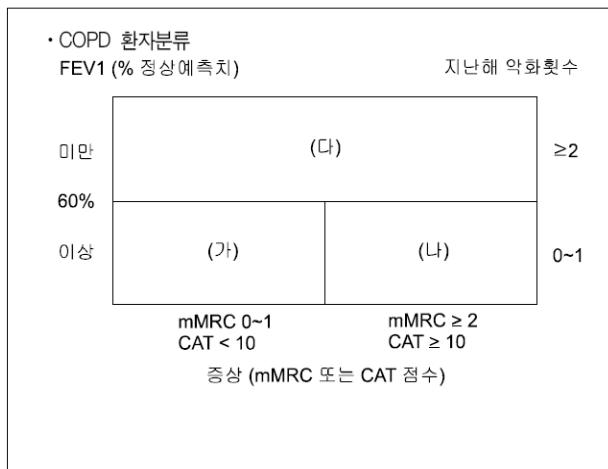 • COPD 환자분류
FEV1 (% 정상예측치) 지난해 악화횟수
미만 (다) ≥2
60%
이상 (가) (나) 0~1
mMRC 0~1 mMRC ≥ 2
CAT < 10 CAT ≥ 10
증상 (mMRC 또는 CAT 점수)